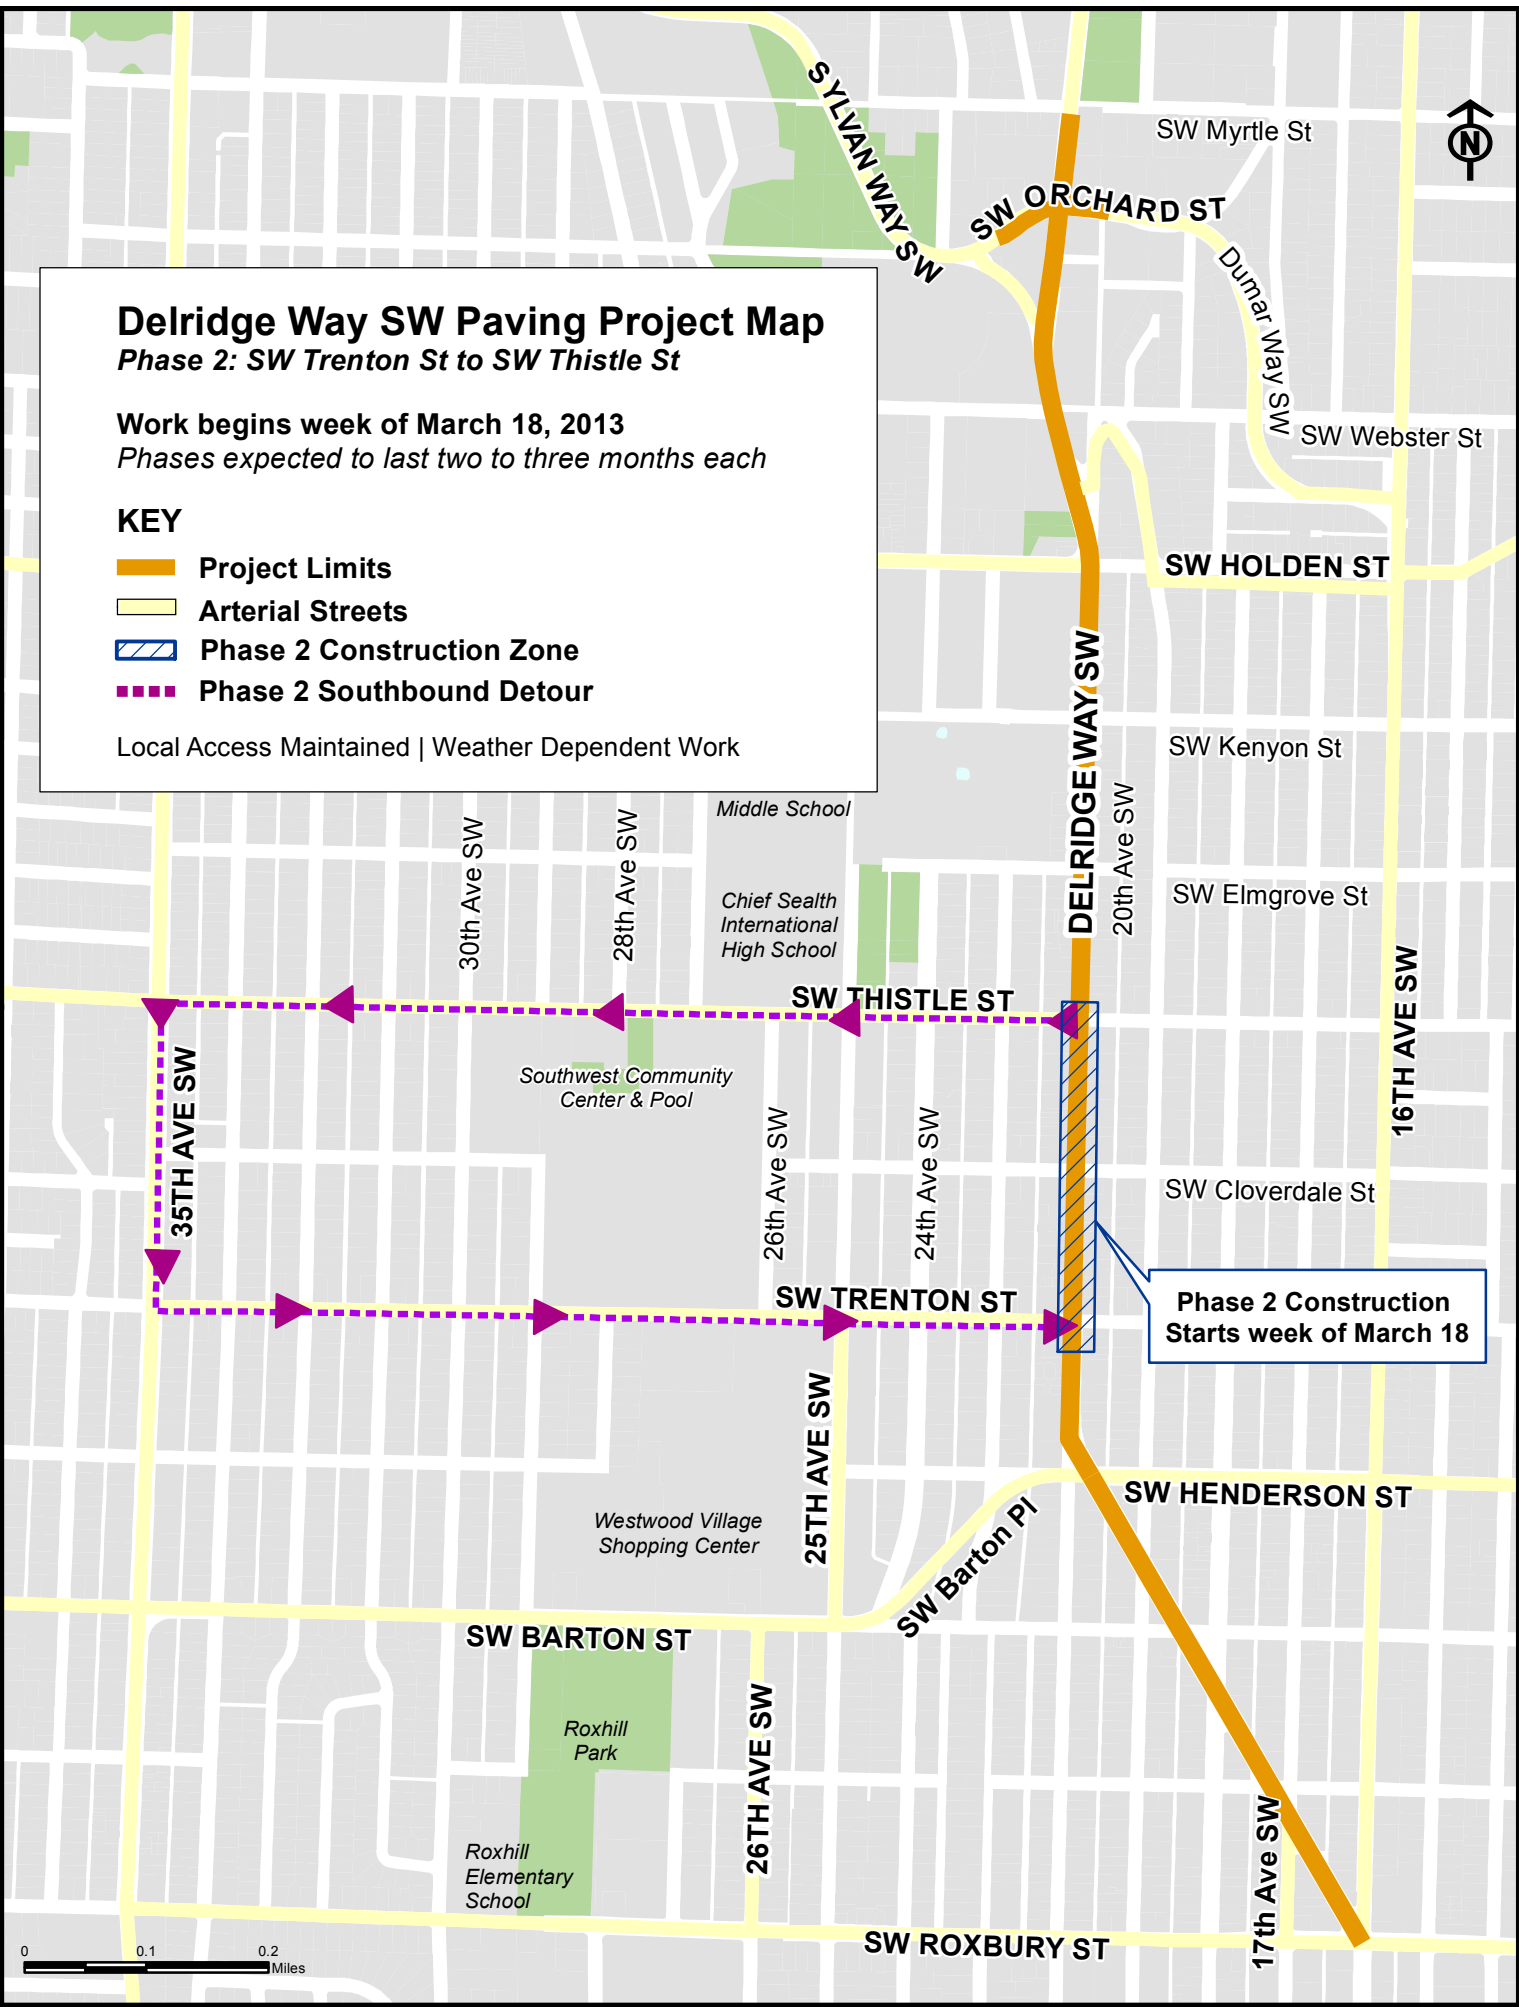 SYLVAN WAY SW
SW Myrtle St
N
SW ORCHARD ST
Dumar Way SW
Delridge Way SW Paving Project Map
Phase 2: SW Trenton St to SW Thistle St
Work begins week of March 18, 2013
Phases expected to last two to three months each
KEY
Project Limits
Arterial Streets
Phase 2 Construction Zone
Phase 2 Southbound Detour
Local Access Maintained | Weather Dependent Work
SW Webster St
SW HOLDEN ST
DELRIDGE WAY SW
SW Kenyon St
Middle School
30th Ave SW
28th Ave SW
20th Ave SW
SW Elmgrove St
Chief Sealth
International
High School
SW THISTLE ST
16TH AVE SW
35TH AVE SW
Southwest Community
Center & Pool
26th Ave SW
24th Ave SW
SW Cloverdale St
SW TRENTON ST
Phase 2 Construction
Starts week of March 18
25TH AVE SW
SW HENDERSON ST
Westwood Village
Shopping Center
SW Barton Pl
SW BARTON ST
26TH AVE SW
Roxhill
Park
17th Ave SW
Roxhill
Elementary
School
SW ROXBURY ST
0 0.1 0.2
Miles